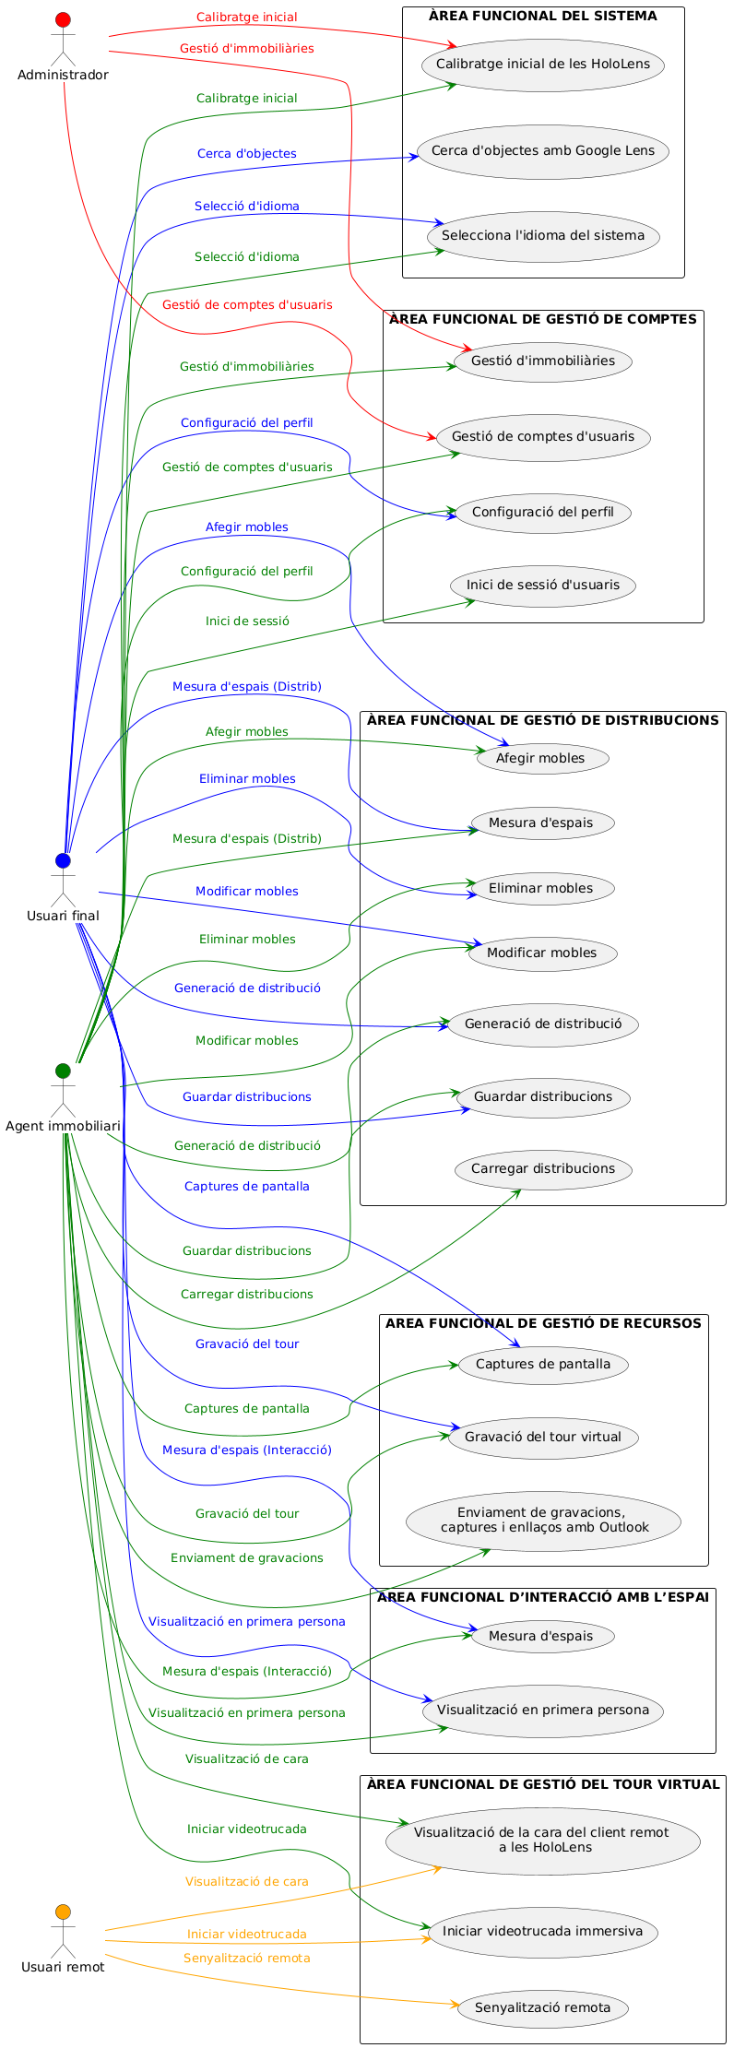 Calibratge inicial
ÀREA FUNCIONAL DEL SISTEMA
Gestió d'immobiliàries
Calibratge inicial de les HoloLens
Administrador
Calibratge inicial
Cerca d'objectes
Cerca d'objectes amb Google Lens
Selecció d'idioma
Selecciona l'idioma del sistema
Selecció d'idioma
Gestió de comptes d'usuaris
ÀREA FUNCIONAL DE GESTIÓ DE COMPTES
Gestió d'immobiliàries
Gestió d'immobiliàries
Configuració del perfil
Gestió de comptes d'usuaris
Gestió de comptes d'usuaris
Configuració del perfil
Afegir mobles
Configuració del perfil
Inici de sessió d'usuaris
Inici de sessió
Mesura d'espais (Distrib)
ÀREA FUNCIONAL DE GESTIÓ DE DISTRIBUCIONS
Afegir mobles
Afegir mobles
Eliminar mobles
Mesura d'espais
Mesura d'espais (Distrib)
Eliminar mobles
Modificar mobles
Usuari final
Eliminar mobles
Modificar mobles
Generació de distribució
Generació de distribució
Modificar mobles
Guardar distribucions
Guardar distribucions
Agent immobiliari
Generació de distribució
Carregar distribucions
Captures de pantalla
Guardar distribucions
Carregar distribucions
ÀREA FUNCIONAL DE GESTIÓ DE RECURSOS
Gravació del tour
Captures de pantalla
Captures de pantalla
Gravació del tour virtual
Mesura d'espais (Interacció)
Gravació del tour
Enviament de gravacions,
captures i enllaços amb Outlook
Enviament de gravacions
ÀREA FUNCIONAL D’INTERACCIÓ AMB L’ESPAI
Visualització en primera persona
Mesura d'espais
Mesura d'espais (Interacció)
Visualització en primera persona
Visualització en primera persona
Visualització de cara
ÀREA FUNCIONAL DE GESTIÓ DEL TOUR VIRTUAL
Iniciar videotrucada
Visualització de la cara del client remot
a les HoloLens
Visualització de cara
Iniciar videotrucada
Iniciar videotrucada immersiva
Senyalització remota
Usuari remot
Senyalització remota